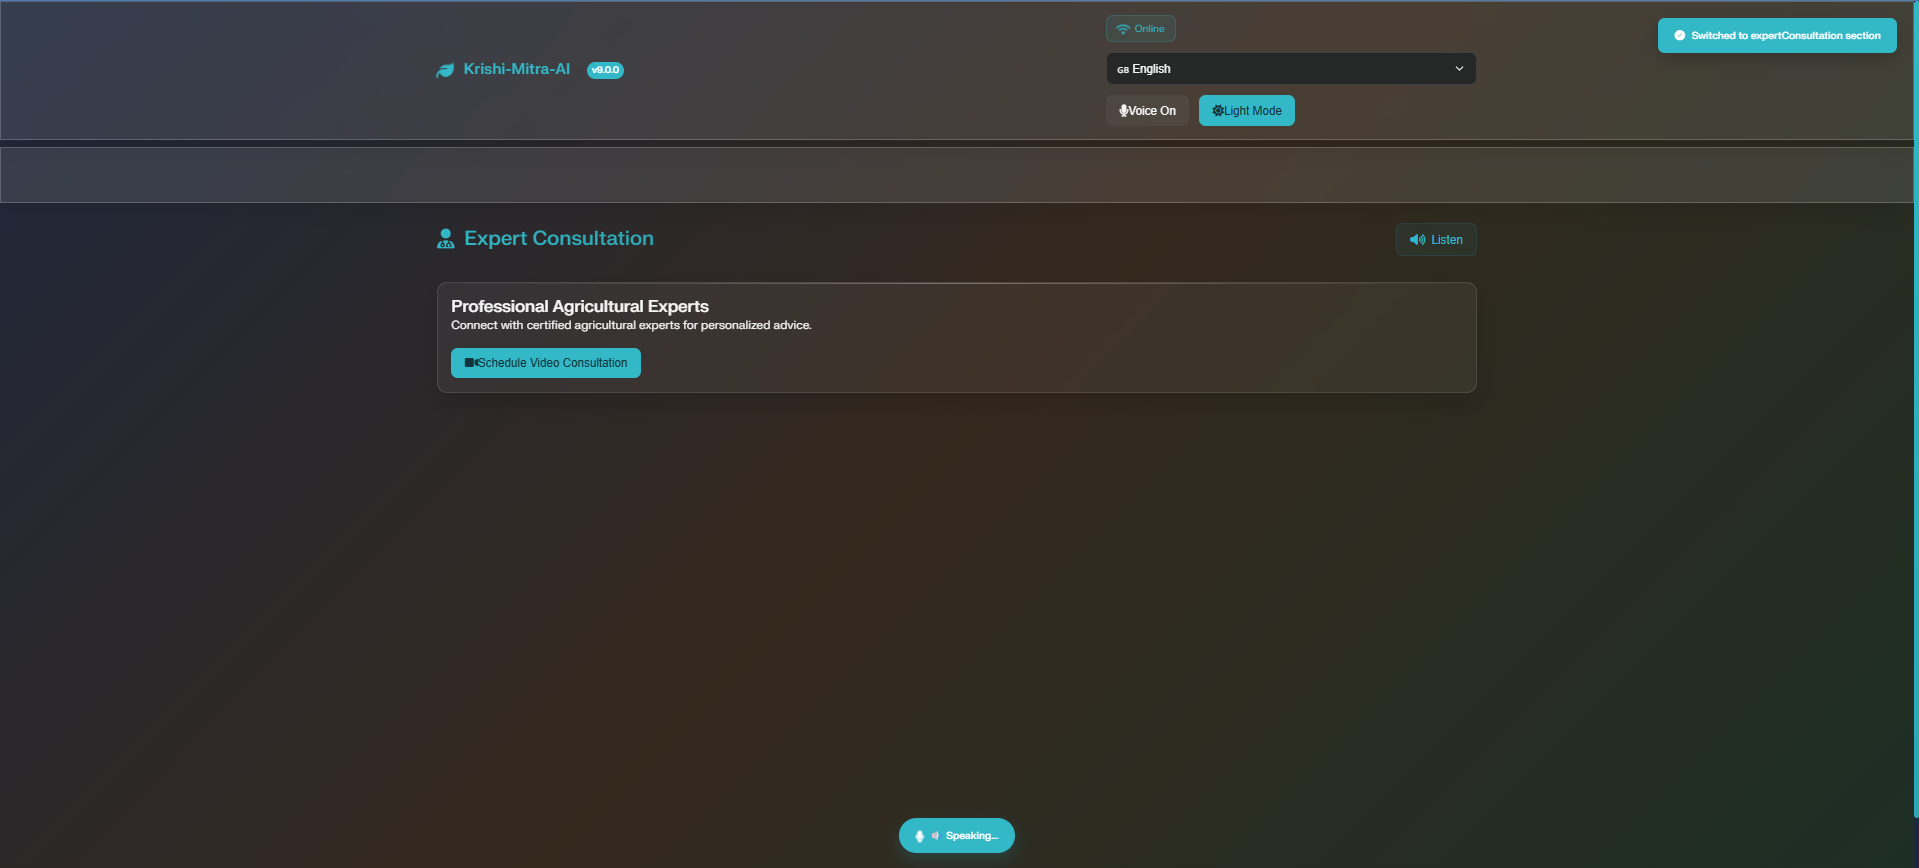 Online
Switched to expertConsultation section
Krishi-Mitra-AI v9.0.0
GB English
Voice On Light Mode
Expert Consultation
Listen
Professional Agricultural Experts
Connect with certified agricultural experts for personalized advice.
Schedule Video Consultation
Speaking...